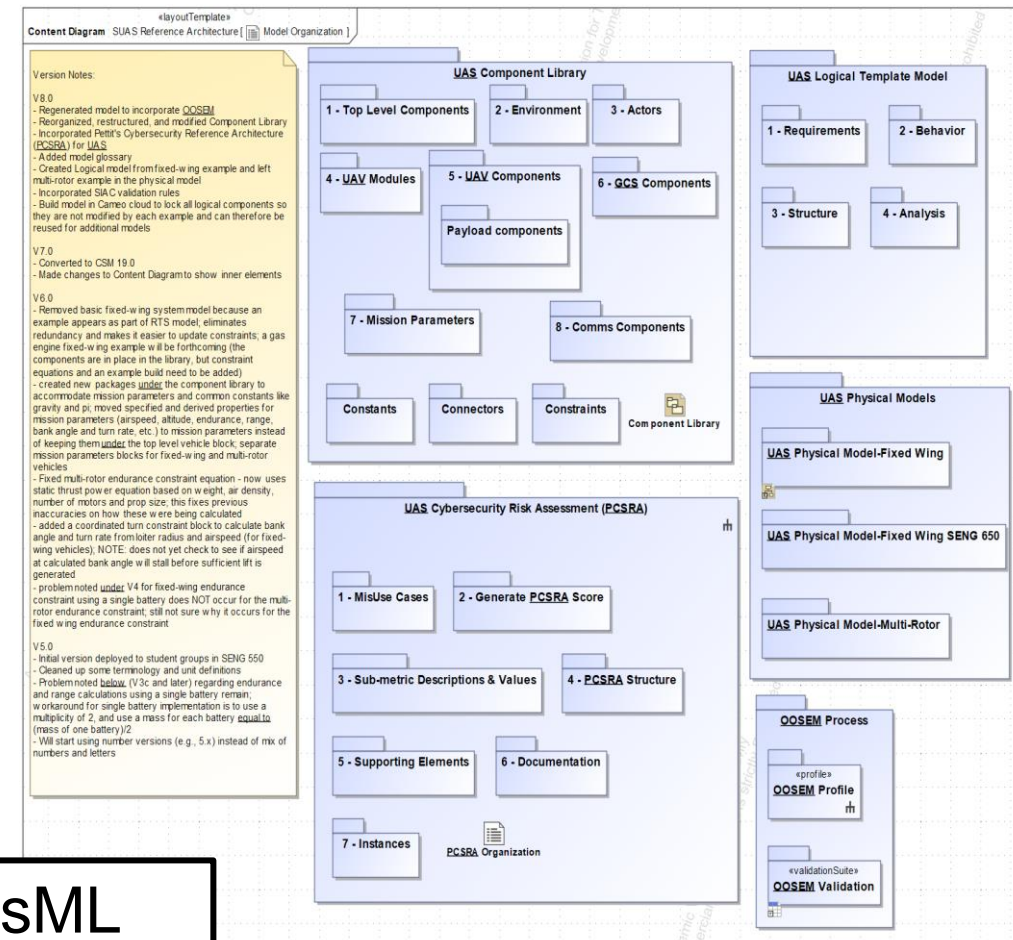 «layoutTemplate»
Content Diagram SUAS Reference Architecture [ Model Organization ]
Version Notes:
V8.0
- Regenerated model to incorporate OOSEM
- Reorganized, restructured, and modified Component Library
- Incorporated Pettit's Cybersecurity Reference Architecture
(PCSRA) for UAS
- Added model glossary
- Created Logical model from fixed-wing example and left
multi-rotor example in the physical model
- Incorporated SIAC validation rules
- Build model in Cameo cloud to lock all logical components so
they are not modified by each example and can therefore be
reused for additional models
V7.0
- Converted to CSM 19.0
- Made changes to Content Diagram to show inner elements
V6.0
- Removed basic fixed-wing system model because an
example appears as part of RTS model; eliminates
redundancy and makes it easier to update constraints; a gas
engine fixed-wing example will be forthcoming (the
components are in place in the library, but constraint
equations and an example build need to be added)
- created new packages under the component library to
accommodate mission parameters and common constants like
gravity and pi; moved specified and derived properties for
mission parameters (airspeed, altitude, endurance, range,
bank angle and turn rate, etc.) to mission parameters instead
of keeping them under the top level vehicle block; separate
mission parameters blocks for fixed-wing and multi-rotor
vehicles
- Fixed multi-rotor endurance constraint equation - now uses
static thrust power equation based on weight, air density,
number of motors and prop size; this fixes previous
inaccuracies on how these were being calculated
- added a coordinated turn constraint block to calculate bank
angle and turn rate from loiter radius and airspeed (for fixed-
wing vehicles); NOTE: does not yet check to see if airspeed
at calculated bank angle will stall before sufficient lift is
generated
- problem noted under V4 for fixed-wing endurance
constraint using a single battery does NOT occur for the multi-
rotor endurance constraint; still not sure why it occurs for the
fixed wing endurance constraint
V5.0
- Initial version deployed to student groups in SENG 550
- Cleaned up some terminology and unit definitions
- Problem noted below (V3c and later) regarding endurance
and range calculations using a single battery remain;
workaround for single battery implementation is to use a
multiplicity of 2, and use a mass for each battery equal to
(mass of one battery)/2
- Will start using number versions (e.g., 5.x) instead of mix of
numbers and letters
UAS Component Library
1 - Top Level Components
2 - Environment
3 - Actors
4 - UAV Modules
5 - UAV Components
Payload components
6 - GCS Components
7 - Mission Parameters
8 - Comms Components
Constants
Connectors
Constraints
Component Library
UAS Logical Template Model
1 - Requirements
2 - Behavior
3 - Structure
4 - Analysis
UAS Physical Models
UAS Physical Model-Fixed Wing
UAS Physical Model-Fixed Wing SENG 650
UAS Physical Model-Multi-Rotor
UAS Cybersecurity Risk Assessment (PCSRA)
1 - MisUse Cases
2 - Generate PCSRA Score
3 - Sub-metric Descriptions & Values
4 - PCSRA Structure
5 - Supporting Elements
6 - Documentation
7 - Instances
PCSRA Organization
OOSEM Process
«profile»
OOSEM Profile
«validationSuite»
OOSEM Validation
sML